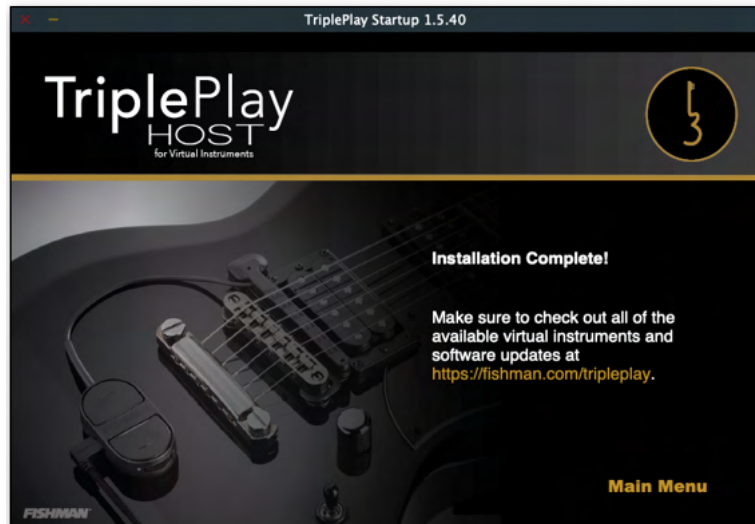 TriplePlay Startup 1.5.40
TriplePlay
HOST
for Virtual Instruments
Installation Complete!
Make sure to check out all of the
available virtual instruments and
software updates at
https://fishman.com/tripleplay.
Main Menu
FISHMAN